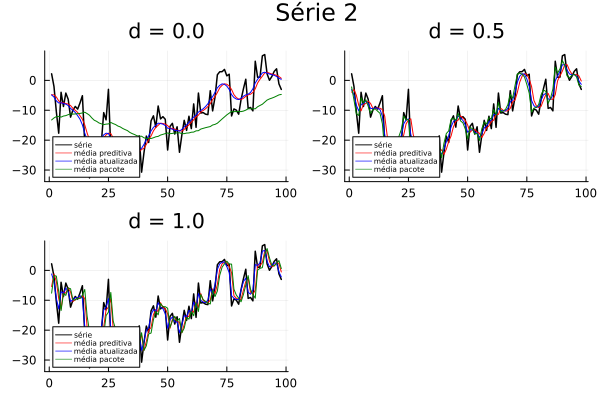 Série 2
d = 0.0
d = 0.5
0
−10
−20
−30
série
média preditiva
média atualizada
média pacote
0 25 50 75 100
0
−10
−20
−30
série
média preditiva
média atualizada
média pacote
0 25 50 75 100
d = 1.0
0
−10
−20
−30
série
média preditiva
média atualizada
média pacote
0 25 50 75 100